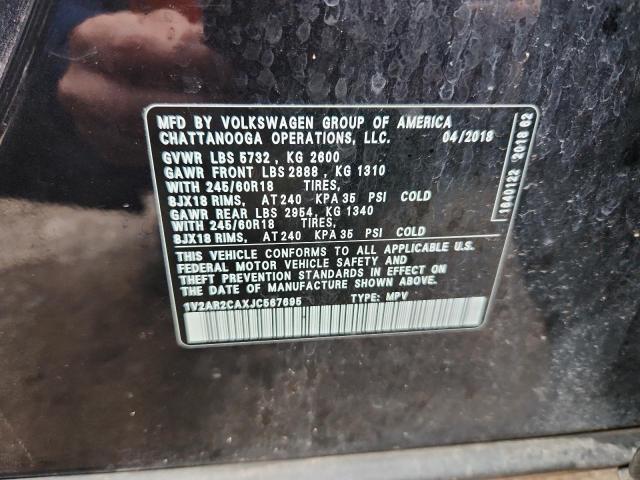 MFD BY VOLKSWAGEN GROUP OF AMERICA
CHATTANOOGA OPERATIONS, LLC. 04/2018
GVWR LBS 5732 , KG 2600
GAWR FRONT LBS 2888 , KG 1310
WITH 245/60R18 TIRES,
8JX18 RIMS, AT 240 KPA 35 PSI COLD
GAWR REAR LBS 2954, KG 1340
WITH 245/60R18 TIRES,
8JX18 RIMS, AT 240 KPA 35 PSI COLD
THIS VEHICLE CONFORMS TO ALL APPLICABLE U.S.
FEDERAL MOTOR VEHICLE SAFETY AND
THEFT PREVENTION STANDARDS IN EFFECT ON
THE DATE OF MANUFACTURE SHOWN ABOVE.
1V2AR2CAXJC567695 TYPE: MPV
1840122 2018 82